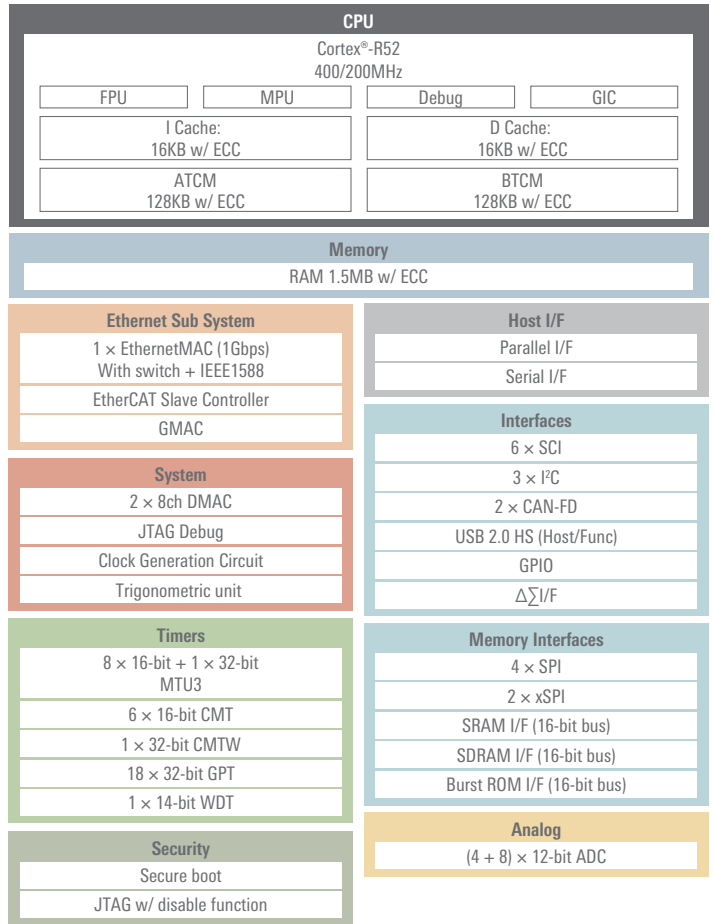 CPU
Cortex®-R52
400/200MHz
FPU
MPU
Debug
GIC
I Cache:
16KB w/ ECC
D Cache:
16KB w/ ECC
ATCM
128KB w/ ECC
BTCM
128KB w/ ECC
Memory
RAM 1.5MB w/ ECC
Ethernet Sub System
1 × EthernetMAC (1Gbps)
With switch + IEEE1588
EtherCAT Slave Controller
GMAC
System
2 × 8ch DMAC
JTAG Debug
Clock Generation Circuit
Trigonometric unit
Timers
8 × 16-bit + 1 × 32-bit
MTU3
6 × 16-bit CMT
1 × 32-bit CMTW
18 × 32-bit GPT
1 × 14-bit WDT
Security
Secure boot
JTAG w/ disable function
Host I/F
Parallel I/F
Serial I/F
Interfaces
6 × SCI
3 × I²C
2 × CAN-FD
USB 2.0 HS (Host/Func)
GPIO
Δ∑I/F
Memory Interfaces
4 × SPI
2 × xSPI
SRAM I/F (16-bit bus)
SDRAM I/F (16-bit bus)
Burst ROM I/F (16-bit bus)
Analog
(4 + 8) × 12-bit ADC